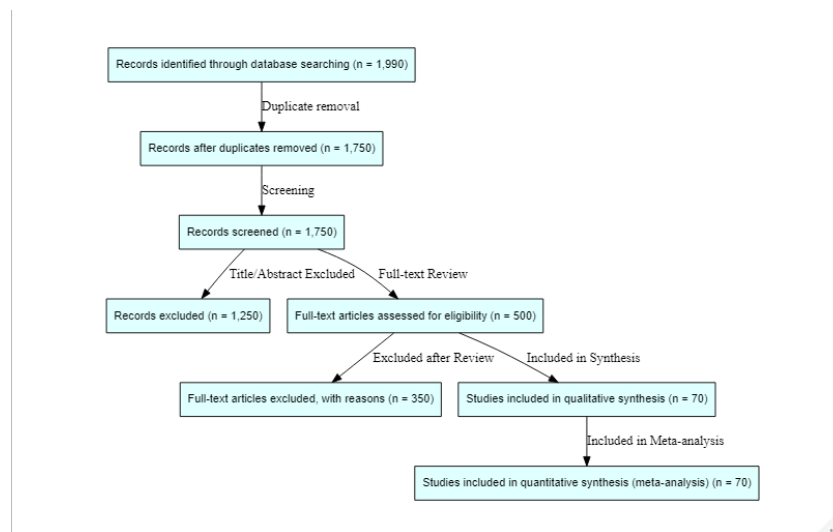 Records identified through database searching (n = 1,990)
Duplicate removal
Records after duplicates removed (n = 1,750)
Screening
Records screened (n = 1,750)
Title/Abstract Excluded
Full-text Review
Records excluded (n = 1,250)
Full-text articles assessed for eligibility (n = 500)
Excluded after Review
Included in Synthesis
Full-text articles excluded, with reasons (n = 350)
Studies included in qualitative synthesis (n = 70)
Included in Meta-analysis
Studies included in quantitative synthesis (meta-analysis) (n = 70)